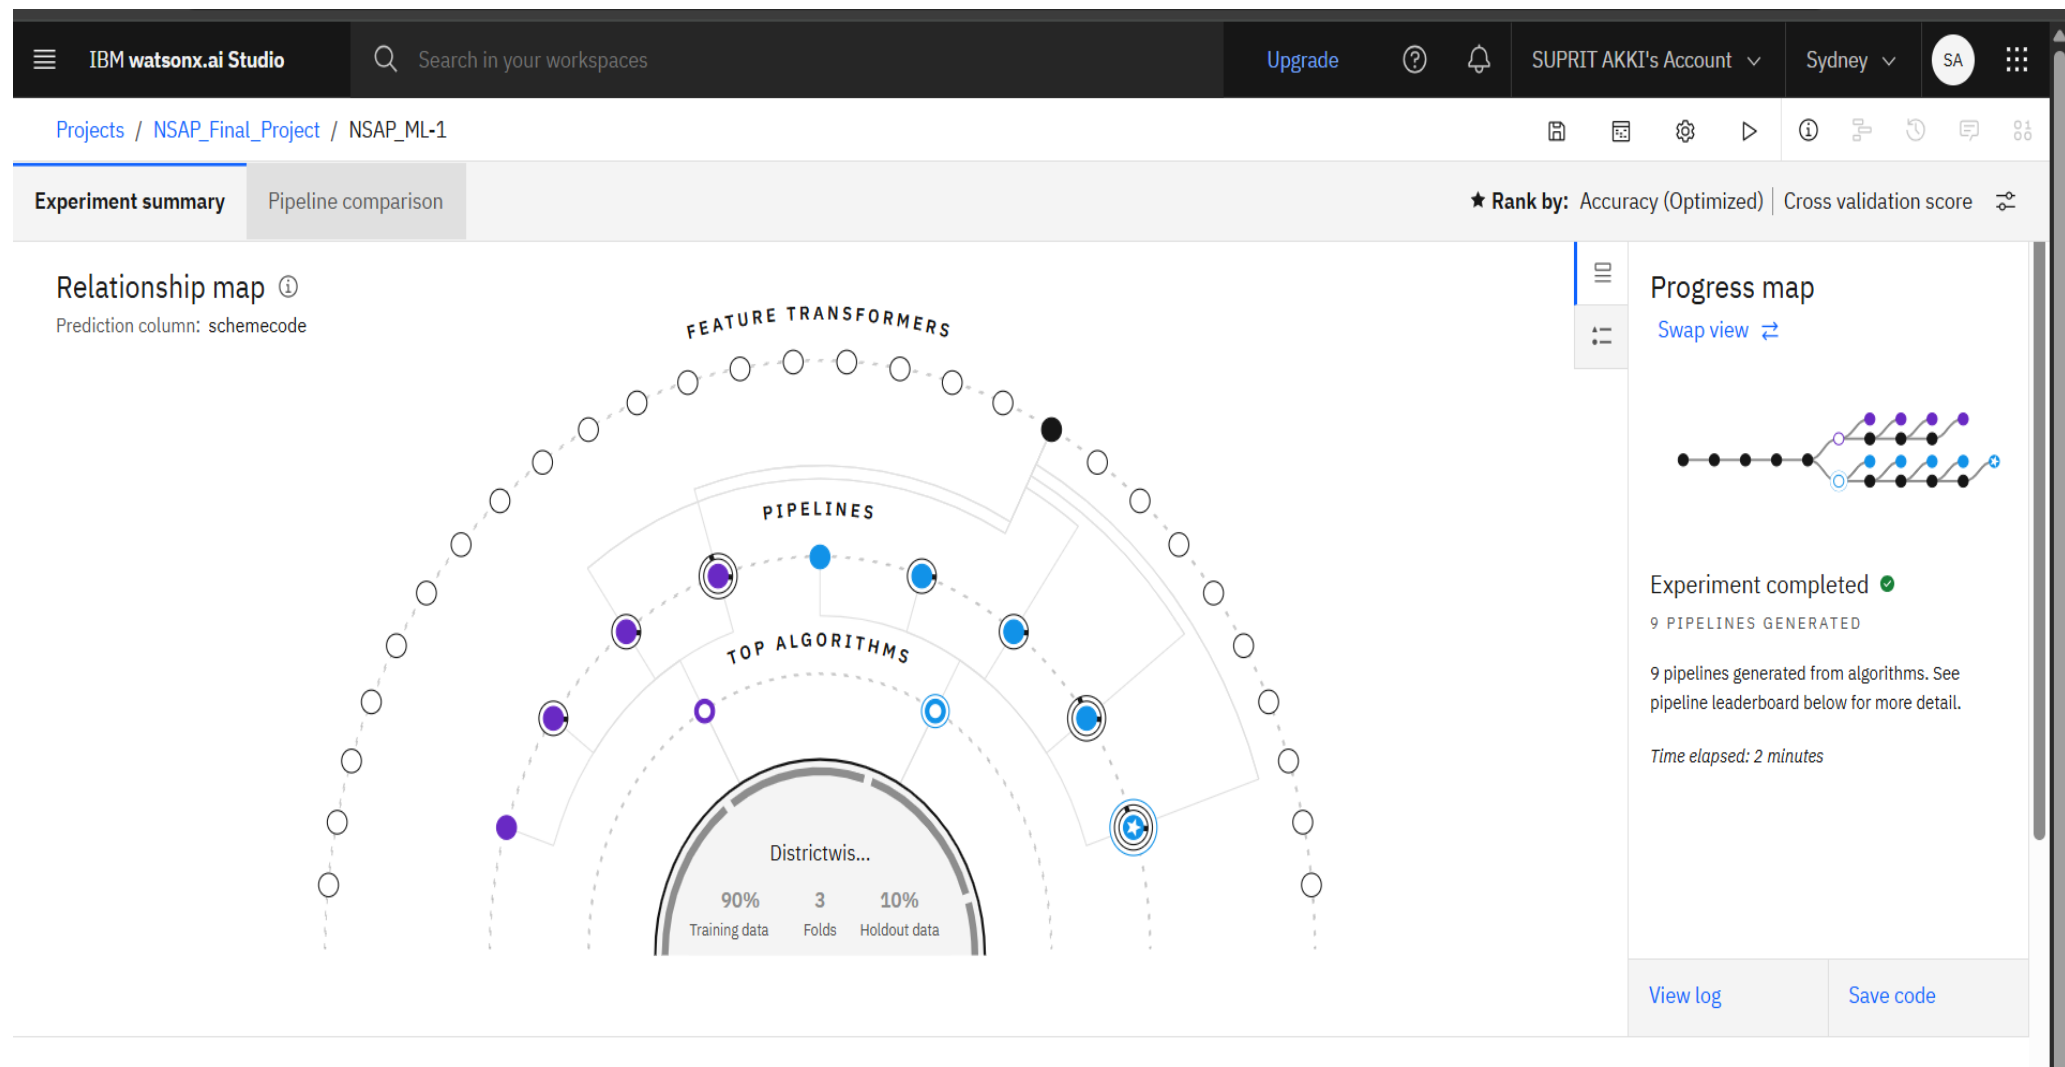 IBM watsonx.ai Studio
Search in your workspaces
Upgrade
SUPRIT AKKI's Account
Sydney
SA
Projects / NSAP_Final_Project / NSAP_ML-1
Experiment summary
Pipeline comparison
Rank by: Accuracy (Optimized) | Cross validation score
Relationship map
Prediction column: schemecode
FEATURE TRANSFORMERS
PIPELINES
TOP ALGORITHMS
Districtwis...
90% 3 10%
Training data Folds Holdout data
Progress map
Swap view
Experiment completed
9 PIPELINES GENERATED
9 pipelines generated from algorithms. See
pipeline leaderboard below for more detail.
Time elapsed: 2 minutes
View log
Save code